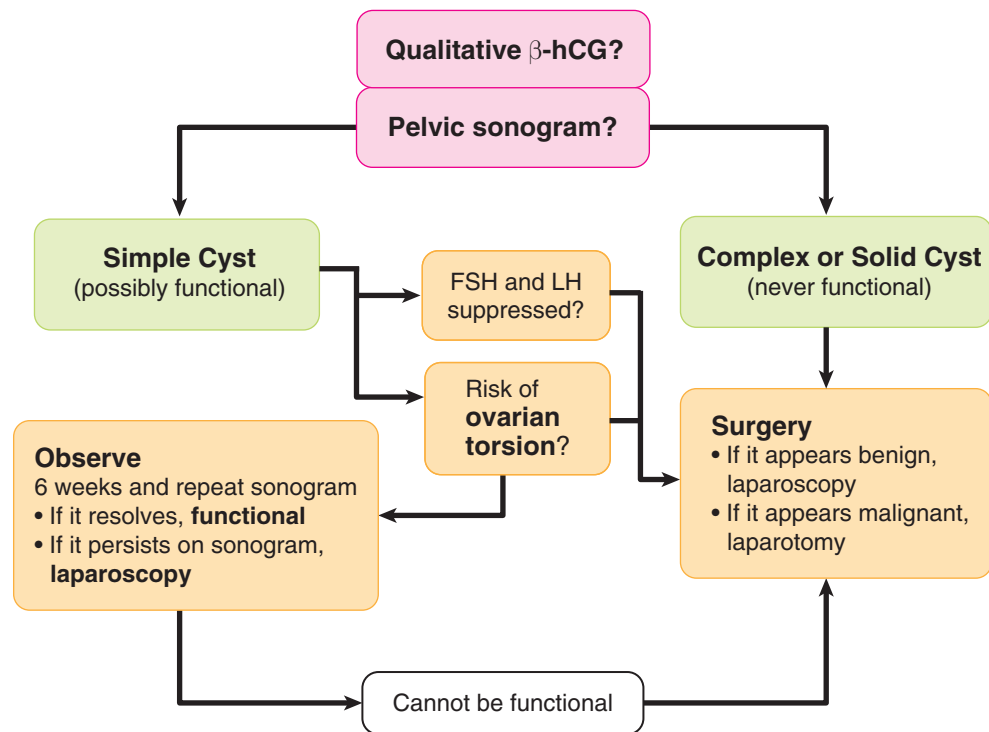 Qualitative β-hCG?
Pelvic sonogram?
Simple Cyst
(possibly functional)
FSH and LH
suppressed?
Complex or Solid Cyst
(never functional)
Risk of
ovarian
torsion?
Observe
6 weeks and repeat sonogram
• If it resolves, functional
• If it persists on sonogram,
laparoscopy
Surgery
• If it appears benign,
laparoscopy
• If it appears malignant,
laparotomy
Cannot be functional